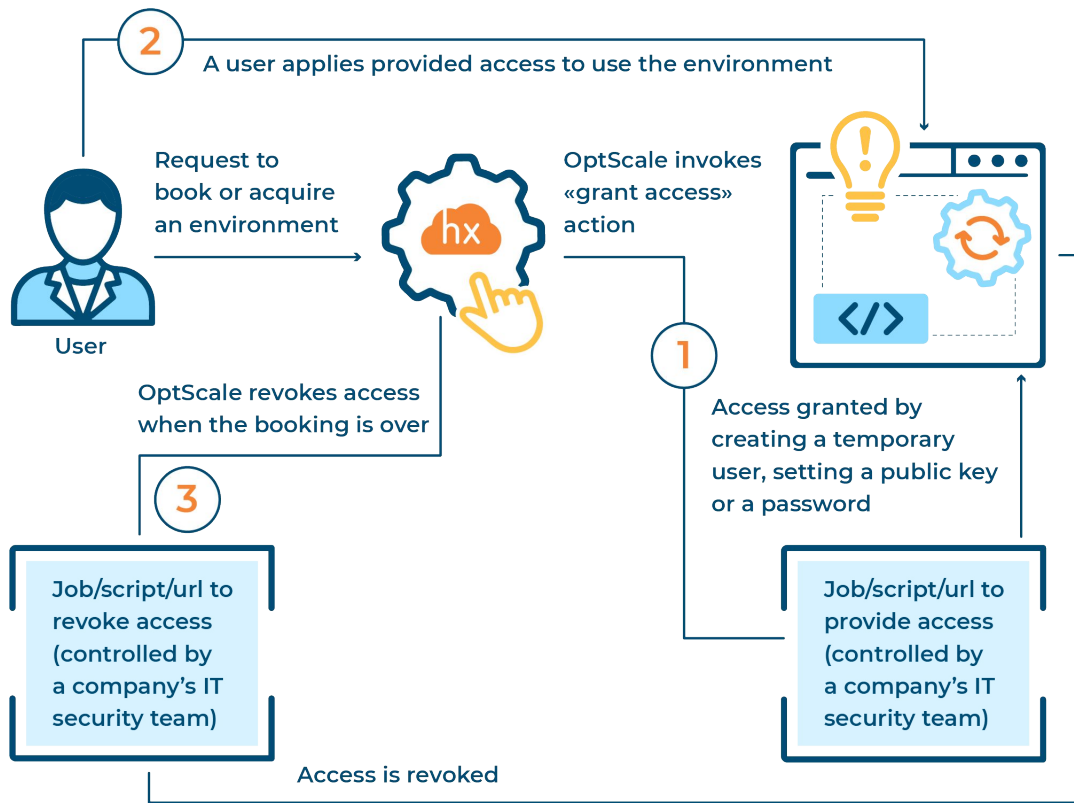 2
A user applies provided access to use the environment
Request to
book or acquire
an environment
User
hx
OptScale invokes
«grant access»
action
</>
1
Access granted by
creating a temporary
user, setting a public key
or a password
OptScale revokes access
when the booking is over
3
Job/script/url to
revoke access
(controlled by
a company's IT
security team)
Job/script/url to
provide access
(controlled by
a company's IT
security team)
Access is revoked